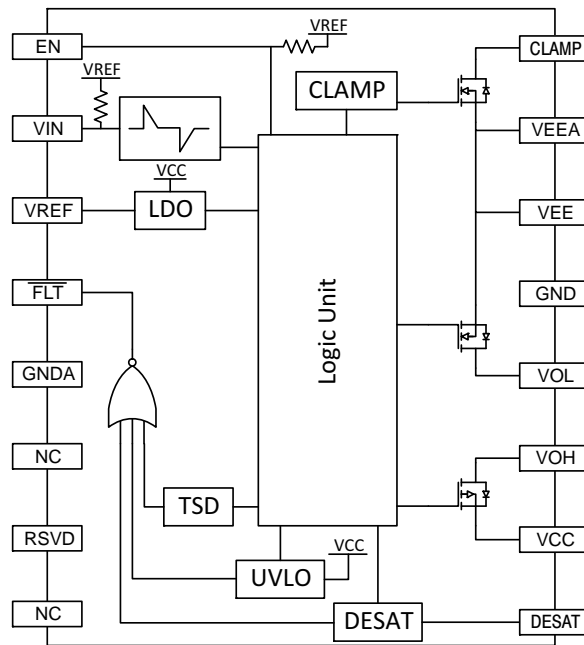 EN
VREF
CLAMP
VREF
CLAMP
VIN
VEEA
VCC
VREF
LDO
VEE
FLT
GND
Logic Unit
GNDA
VOL
NC
VOH
TSD
RSVD
VCC
UVLO
VCC
NC
DESAT
DESAT